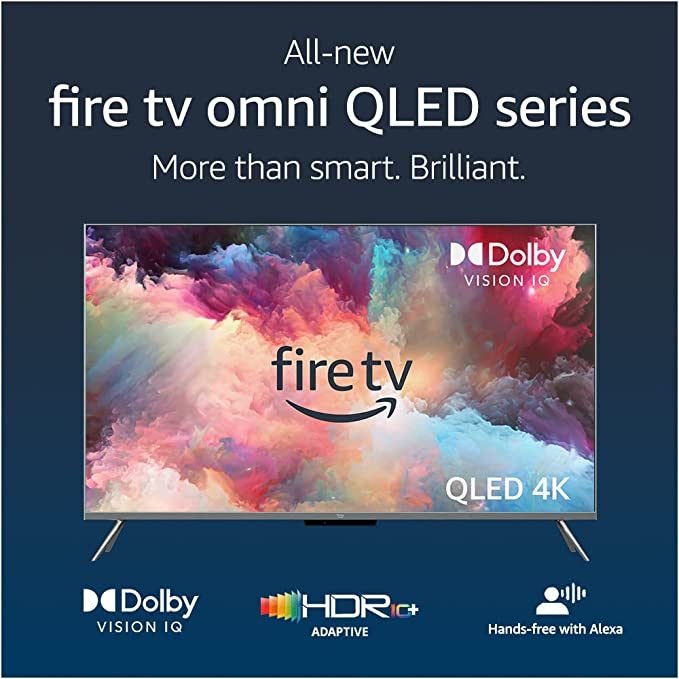 All-new
fire tv omni QLED series
More than smart. Brilliant.
Dolby
VISION IQ
fire tv
QLED 4K
Dolby
VISION IQ
HDR10+
ADAPTIVE
Hands-free with Alexa